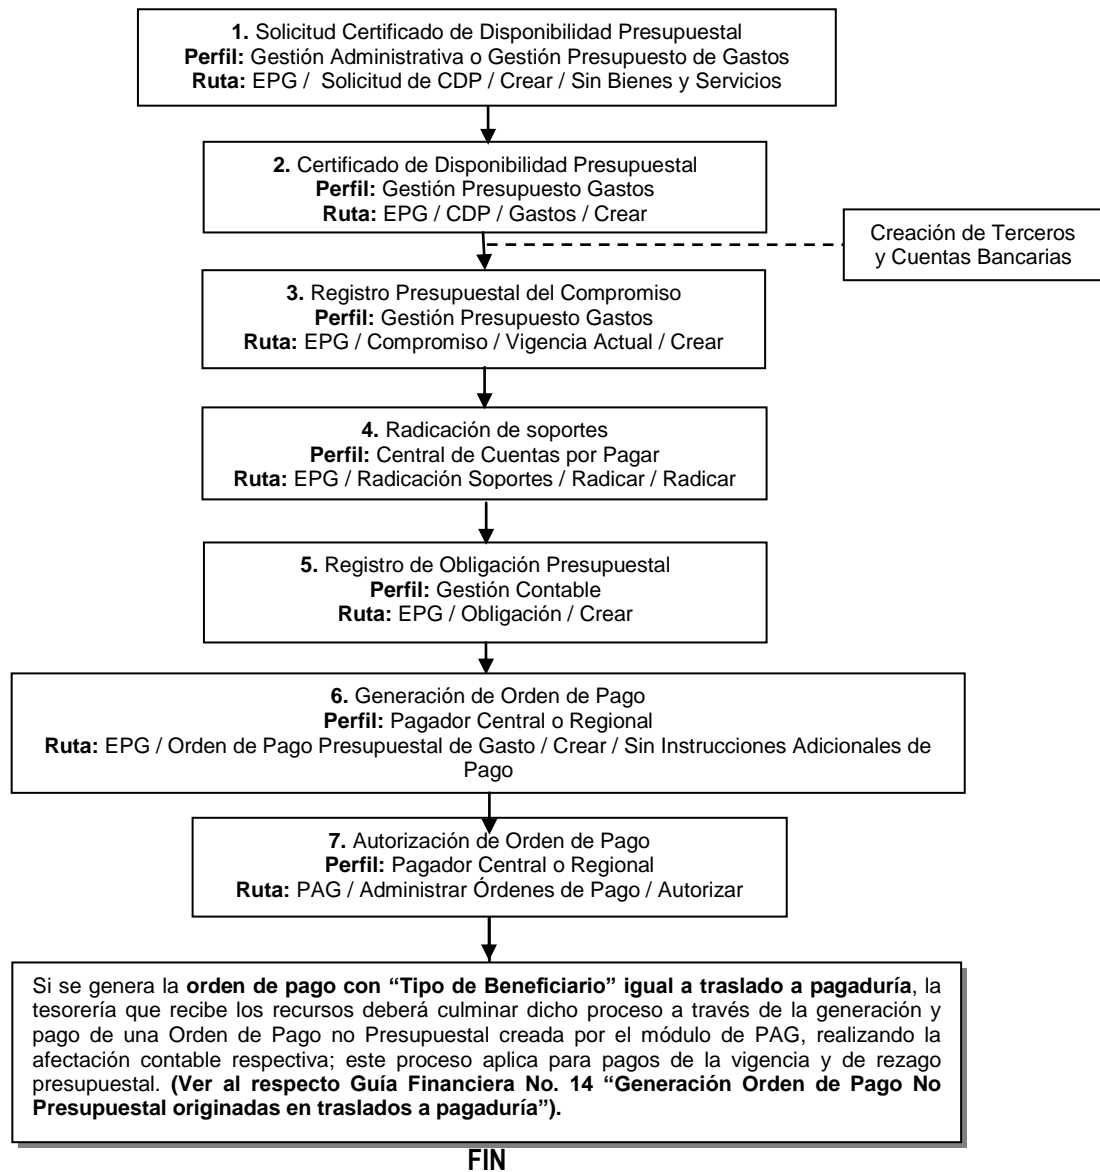 1. Solicitud Certificado de Disponibilidad Presupuestal
Perfil: Gestión Administrativa o Gestión Presupuesto de Gastos
Ruta: EPG / Solicitud de CDP / Crear / Sin Bienes y Servicios
2. Certificado de Disponibilidad Presupuestal
Perfil: Gestión Presupuesto Gastos
Ruta: EPG / CDP / Gastos / Crear
Creación de Terceros
y Cuentas Bancarias
3. Registro Presupuestal del Compromiso
Perfil: Gestión Presupuesto Gastos
Ruta: EPG / Compromiso / Vigencia Actual / Crear
4. Radicación de soportes
Perfil: Central de Cuentas por Pagar
Ruta: EPG / Radicación Soportes / Radicar / Radicar
5. Registro de Obligación Presupuestal
Perfil: Gestión Contable
Ruta: EPG / Obligación / Crear
6. Generación de Orden de Pago
Perfil: Pagador Central o Regional
Ruta: EPG / Orden de Pago Presupuestal de Gasto / Crear / Sin Instrucciones Adicionales de
Pago
7. Autorización de Orden de Pago
Perfil: Pagador Central o Regional
Ruta: PAG / Administrar Órdenes de Pago / Autorizar
Si se genera la orden de pago con “Tipo de Beneficiario” igual a traslado a pagaduría, la
tesorería que recibe los recursos deberá culminar dicho proceso a través de la generación y
pago de una Orden de Pago no Presupuestal creada por el módulo de PAG, realizando la
afectación contable respectiva; este proceso aplica para pagos de la vigencia y de rezago
presupuestal. (Ver al respecto Guía Financiera No. 14 “Generación Orden de Pago No
Presupuestal originadas en traslados a pagaduría”).
FIN